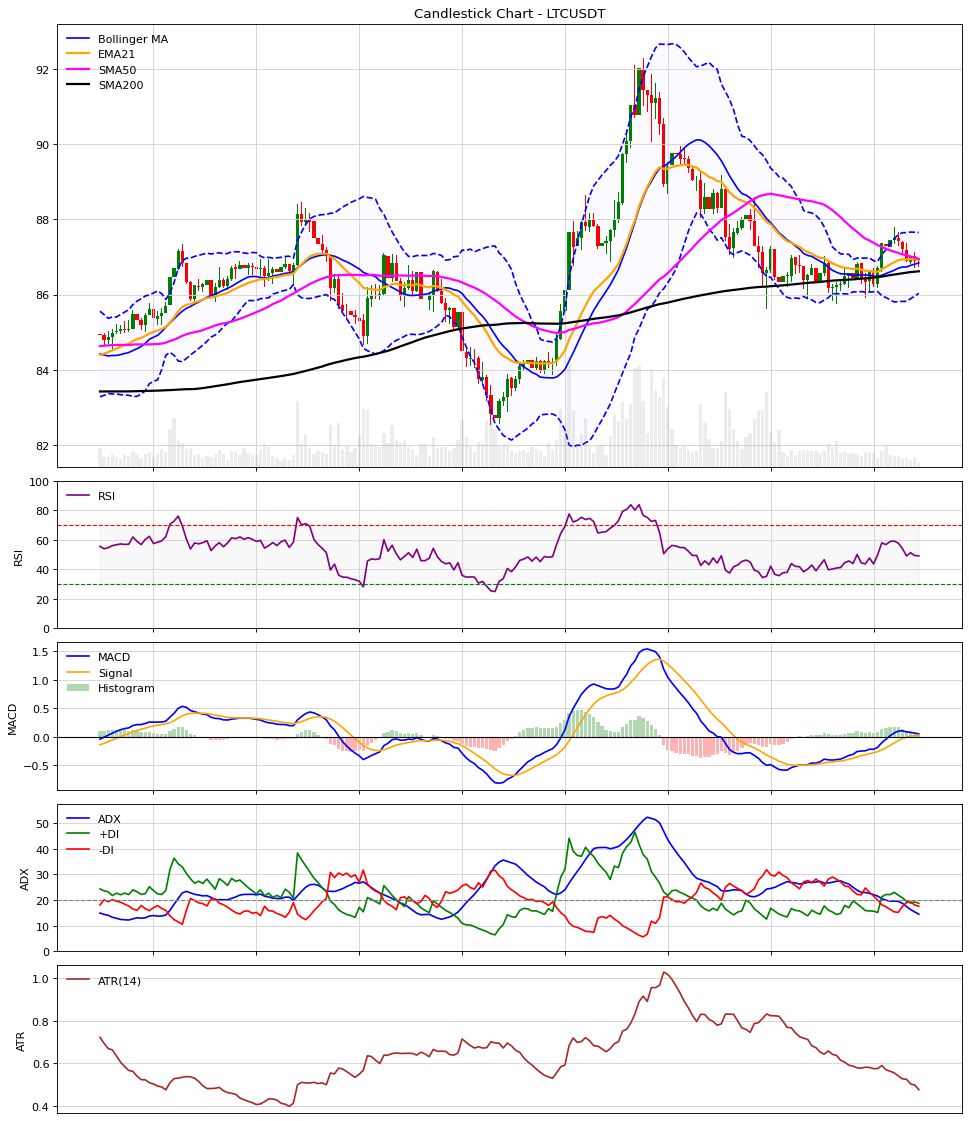 Candlestick Chart - LTCUSDT
Bollinger MA
EMA21
SMA50
SMA200
92
90
88
86
84
82
RSI
RSI
100
80
60
40
20
0
MACD
Signal
Histogram
MACD
1.5
1.0
0.5
0.0
−0.5
ADX
+DI
-DI
ADX
50
40
30
20
10
0
ATR(14)
ATR
1.0
0.8
0.6
0.4